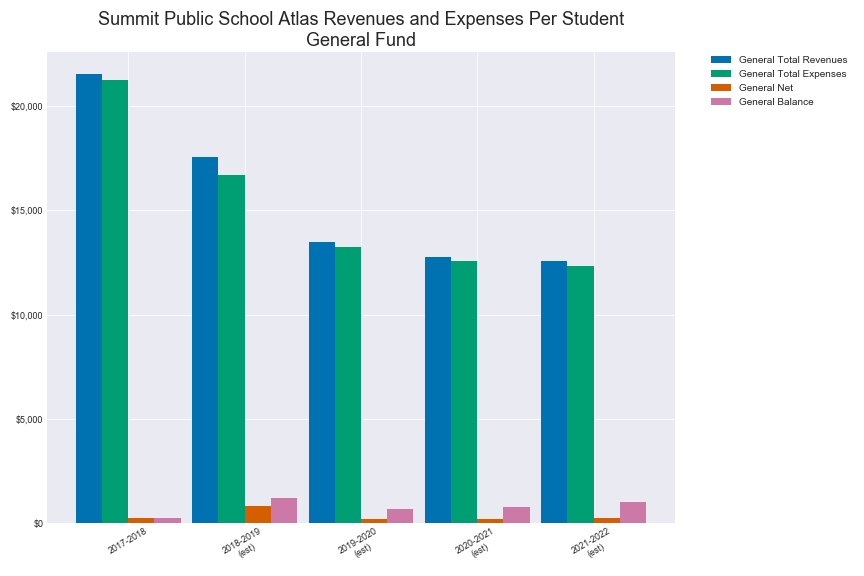 Summit Public School Atlas Revenues and Expenses Per Student
General Fund
General Total Revenues
General Total Expenses
General Net
General Balance
$20,000
$15,000
$10,000
$5,000
$0
2017-2018
2018-2019
(est)
2019-2020
(est)
2020-2021
(est)
2021-2022
(est)